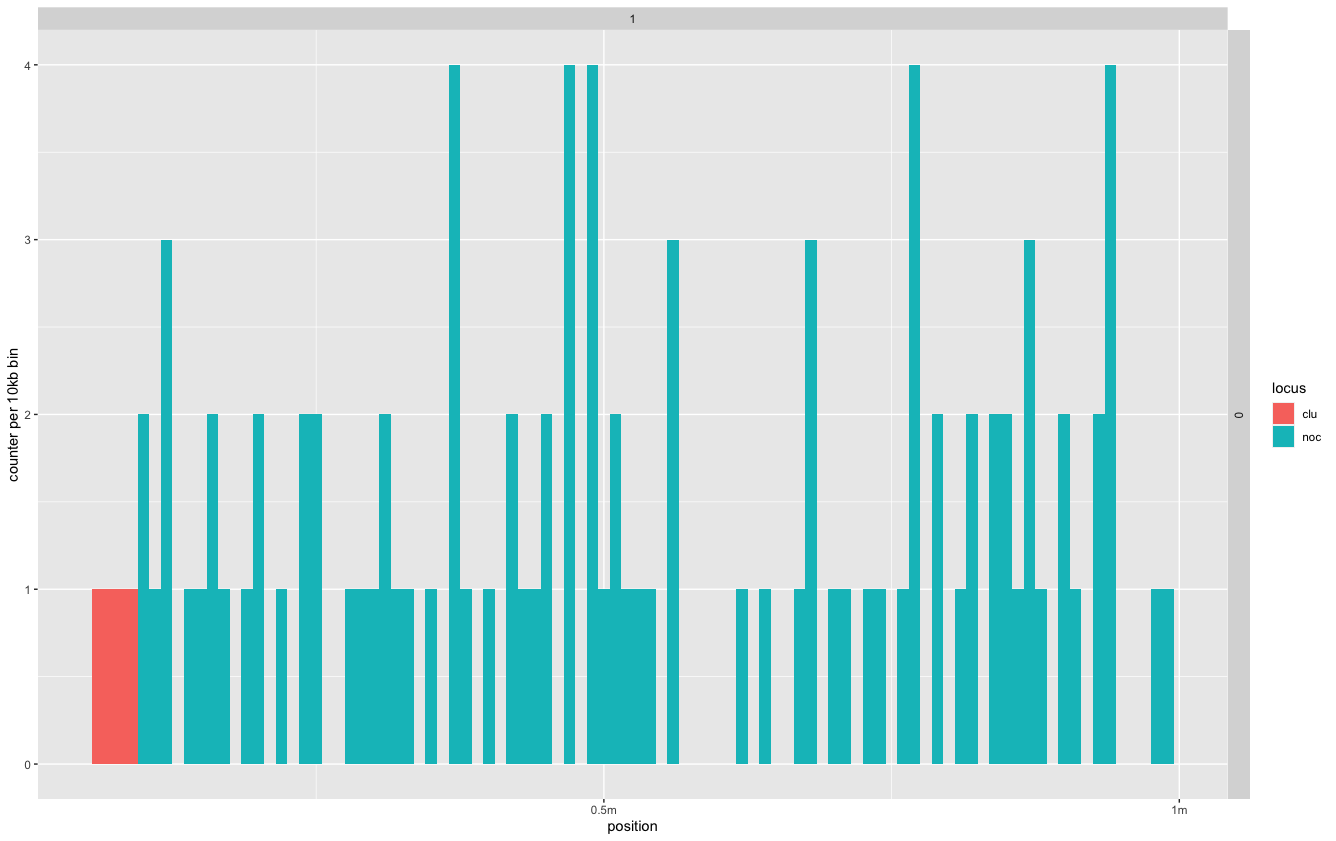 1
4
3
2
1
0
counter per 10kb bin
0.5m
1m
position
0
locus
clu
noc